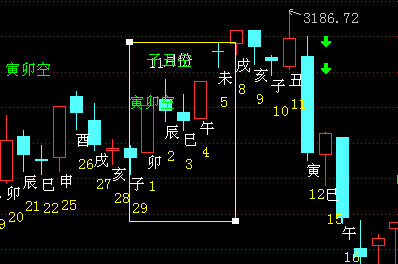 3186.72
寅卯空
子丑空
11月份
寅卯空
卯
20
辰
21
巳
22
申
25
酉
26
戌
27
亥
28
子
29
卯
1
辰
2
巳
3
午
4
未
5
戌
8
亥
9
子
10
丑
11
寅
12
巳
15
午
16